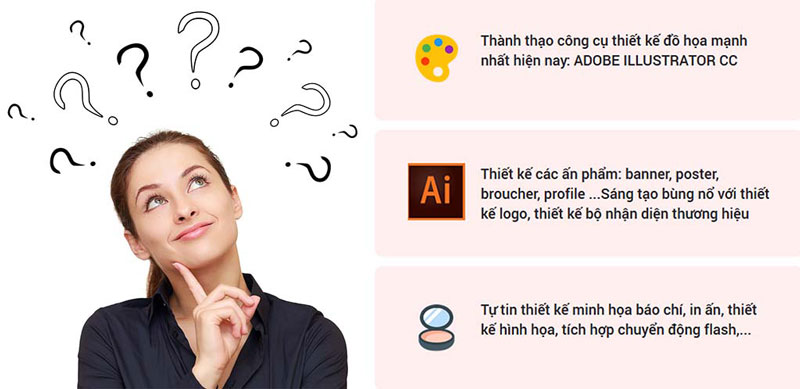 Thành thạo công cụ thiết kế đồ họa mạnh
nhất hiện nay: ADOBE ILLUSTRATOR CC
Ai
Thiết kế các ấn phẩm: banner, poster,
broucher, profile ...Sáng tạo bùng nổ với thiết
kế logo, thiết kế bộ nhận diện thương hiệu
Tự tin thiết kế minh họa báo chí, in ấn, thiết
kế hình họa, tích hợp chuyển động flash,...